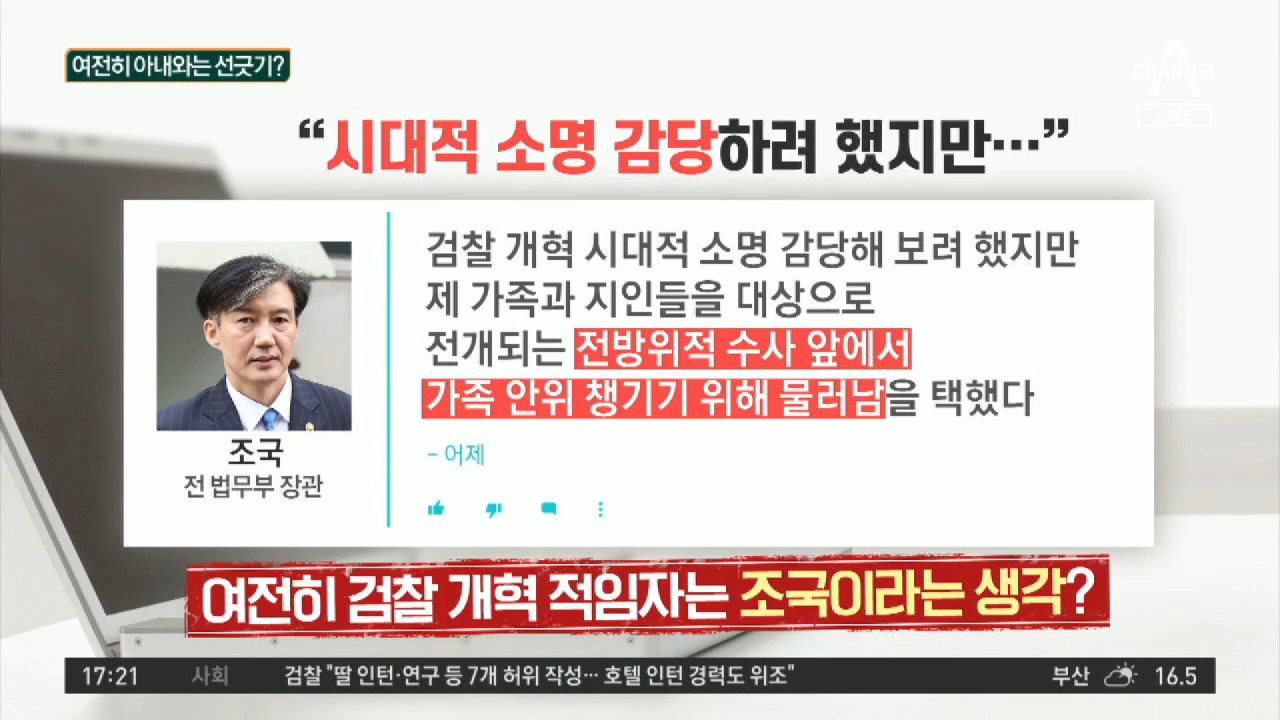 여전히 아내와는 선긋기?
CHANNEL A
“시대적 소명 감당하려 했지만…”
검찰 개혁 시대적 소명 감당해 보려 했지만
제 가족과 지인들을 대상으로
전개되는 전방위적 수사 앞에서
가족 안위 챙기기 위해 물러남을 택했다
- 어제
조국
전 법무부 장관
여전히 검찰 개혁 적임자는 조국이라는 생각?
17:21 사회 검찰 "딸 인턴·연구 등 7개 허위 작성… 호텔 인턴 경력도 위조" 부산 16.5